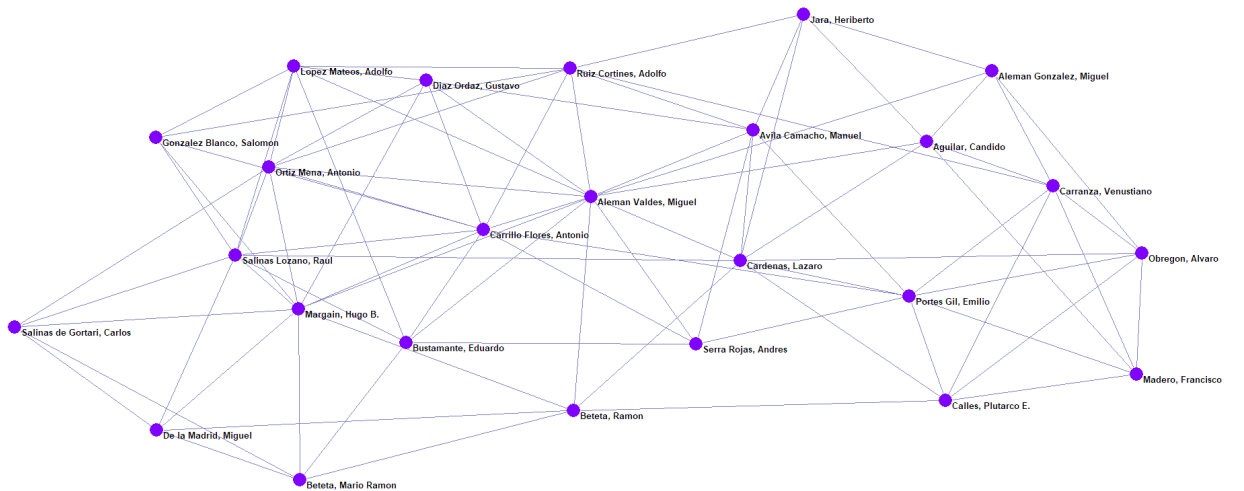 Jara, Heriberto
Lopez Mateos, Adolfo
Ruiz Cortines, Adolfo
Aleman Gonzalez, Miguel
Diaz Ordaz, Gustavo
Avila Camacho, Manuel
Gonzalez Blanco, Salomon
Aguilar, Candido
Ortiz Mena, Antonio
Carranza, Venustiano
Aleman Valdes, Miguel
Carrillo Flores, Antonio
Salinas Lozano, Raul
Obregon, Alvaro
Cardenas, Lazaro
Portes Gil, Emilio
Margain, Hugo B.
Salinas de Gortari, Carlos
Bustamante, Eduardo
Serra Rojas, Andres
Madero, Francisco
Calles, Plutarco E.
Beteta, Ramon
De la Madrid, Miguel
Beteta, Mario Ramon